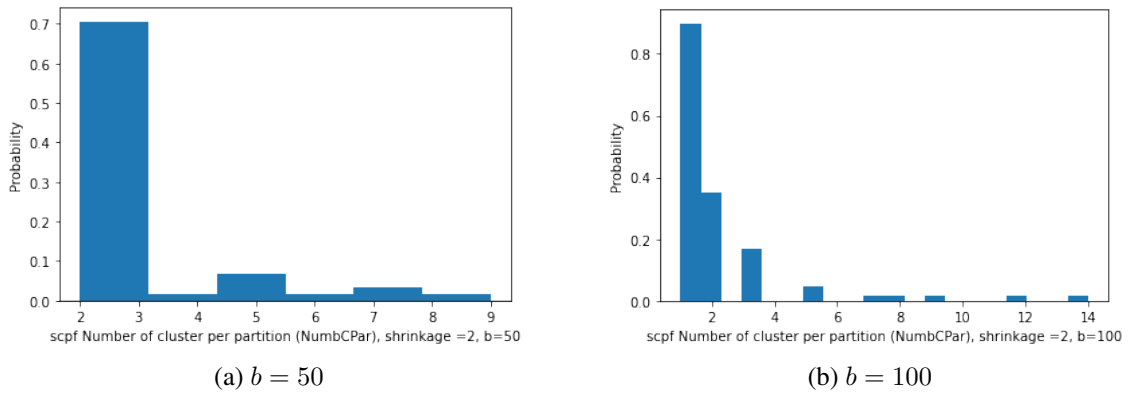 0.7
0.6
0.5
0.4
0.3
0.2
0.1
0.0
Probability
2 3 4 5 6 7 8 9
scpf Number of cluster per partition (NumbCPar), shrinkage =2, b=50
(a) b = 50
0.8
0.6
0.4
0.2
0.0
Probability
2 4 6 8 10 12 14
scpf Number of cluster per partition (NumbCPar), shrinkage =2, b=100
(b) b = 100